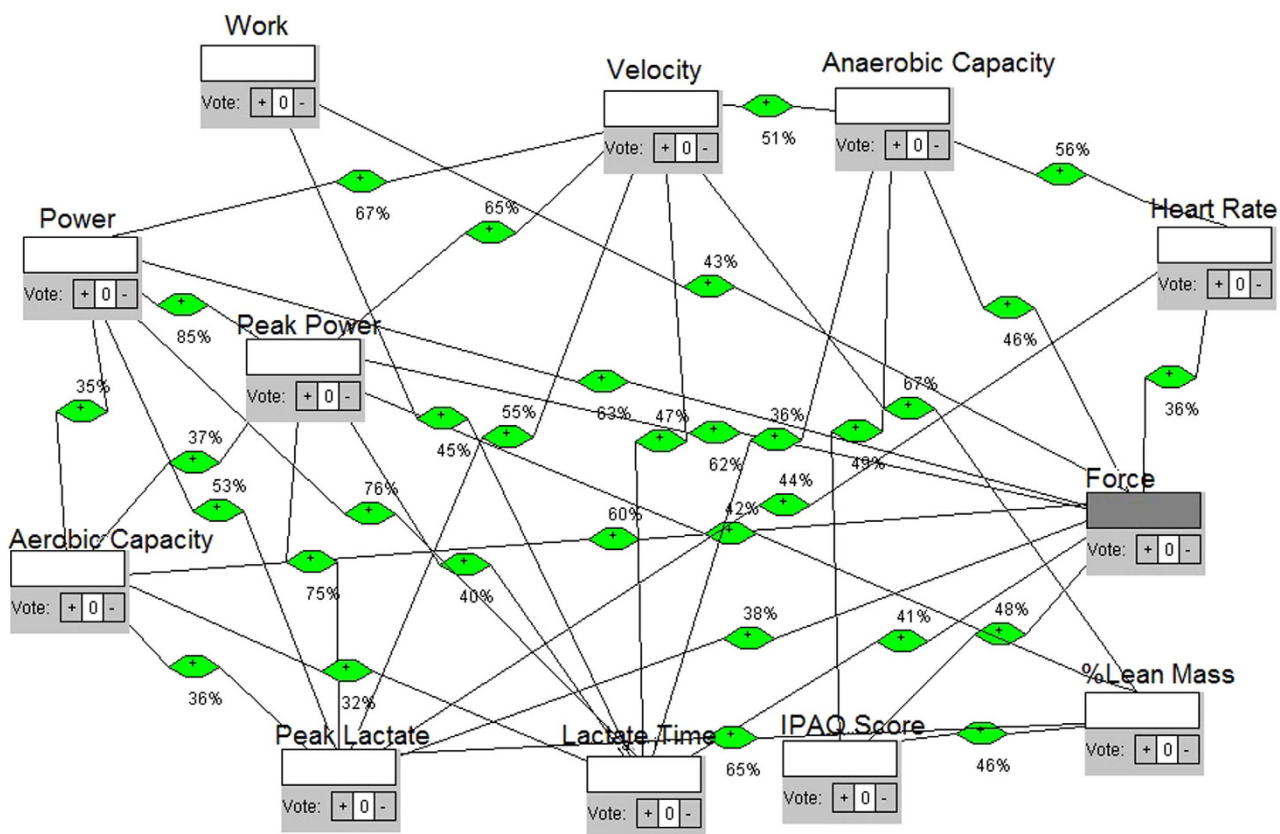 Work
Vote: + 0 -
Velocity
Vote: + 0 -
Anaerobic Capacity
Vote: + 0 -
+
51%
56%
+
+
67%
65%
+
Power
Vote: + 0 -
Heart Rate
Vote: + 0 -
43%
+
+
85%
+
46%
Peak Power
Vote: + 0 -
35%
+
+
63%
+
36%
67%
+
+
45%
55%
+
47%
+
+
62%
36%
+
+
49%
37%
+
44%
+
Force
Vote: + 0 -
53%
+
76%
+
60%
+
42%
+
Aerobic Capacity
Vote: + 0 -
+
75%
+
40%
38%
+
41%
+
48%
+
+
36%
+
32%
%Lean Mass
Vote: + 0 -
Peak Lactate
Vote: + 0 -
Lactate Time
Vote: + 0 -
+
65%
IPAQ Score
Vote: + 0 -
+
46%